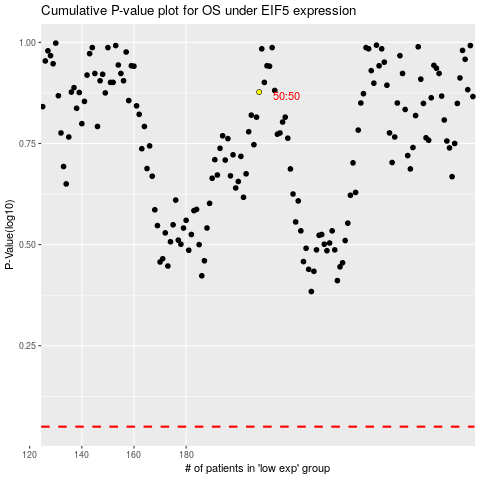 Cumulative P-value plot for OS under EIF5 expression
P-Value(log10)
1.00
0.75
0.50
0.25
50:50
120 140 160 180
# of patients in 'low exp' group